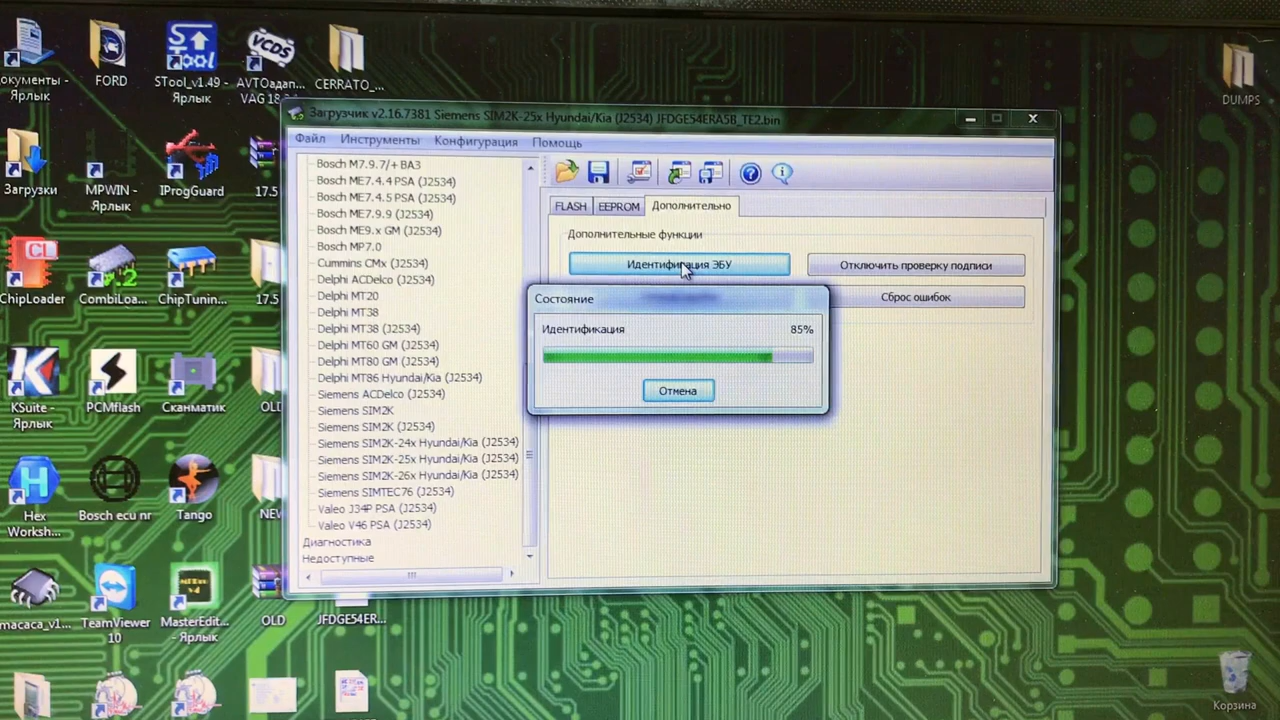 окументы -
Ярлык
FORD
STool_v1.49 -
Ярлык
VCDS
AVTOадап...
CERRATO_...
DUMPS
Загрузки
MPWIN -
Ярлык
IProgGuard
17.5
CL
ChipLoader
CombiLoa...
ChipTunin...
17.5
KSuite -
Ярлык
PCMflash
Сканматик
OLD
Hex
Worksh...
Bosch ecu nr
Tango
NEV
macaca_v1...
TeamViewer
10
MasterEdit...
- Ярлык
OLD
JFDGE54ER...
Корзина
Загрузчик v2.16.7381 Siemens SIM2K-25x Hyundai/Kia (J2534) JFDGE54ERA5B_TE2.bin
Файл Инструменты Конфигурация Помощь
Bosch M7.9.7/+ ВАЗ
Bosch ME7.4.4 PSA (J2534)
Bosch ME7.4.5 PSA (J2534)
Bosch ME7.9.9 (J2534)
Bosch ME9.x GM (J2534)
Bosch MP7.0
Cummins CMx (J2534)
Delphi ACDelco (J2534)
Delphi MT20
Delphi MT38
Delphi MT38 (J2534)
Delphi MT60 GM (J2534)
Delphi MT80 GM (J2534)
Delphi MT86 Hyundai/Kia (J2534)
Siemens ACDelco (J2534)
Siemens SIM2K
Siemens SIM2K (J2534)
Siemens SIM2K-24x Hyundai/Kia (J2534)
Siemens SIM2K-25x Hyundai/Kia (J2534)
Siemens SIM2K-26x Hyundai/Kia (J2534)
Siemens SIMTEC76 (J2534)
Valeo J34P PSA (J2534)
Valeo V46 PSA (J2534)
Диагностика
Недоступные
FLASH EEPROM Дополнительно
Дополнительные функции
Идентификация ЭБУ
Отключить проверку подписи
Сброс ошибок
Состояние
Идентификация 85%
Отмена